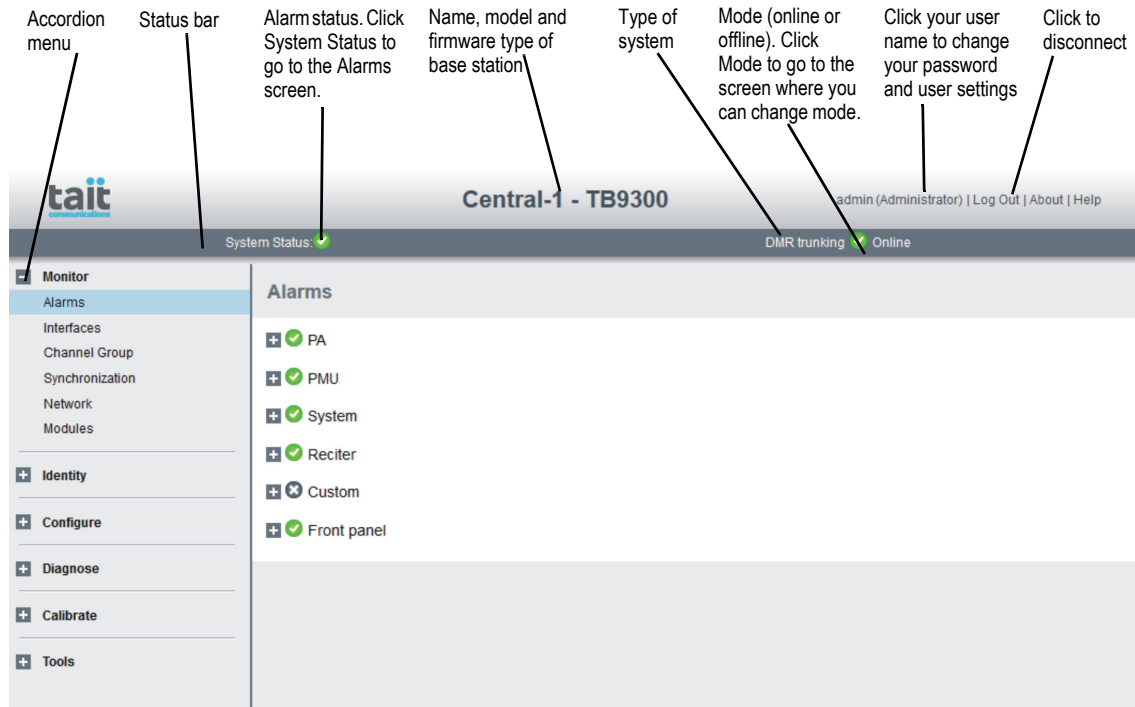 Accordion
menu
Status bar
Alarm status. Click
System Status to
go to the Alarms
screen.
Name, model and
firmware type of
base station
Type of
system
Mode (online or
offline). Click
Mode to go to the
screen where you
can change mode.
Click your user
name to change
your password
and user settings
Click to
disconnect
tait
communications
Central-1 - TB9300
admin (Administrator) | Log Out | About | Help
System Status:
DMR trunking
Online
Monitor
Alarms
Interfaces
Channel Group
Synchronization
Network
Modules
Identity
Configure
Diagnose
Calibrate
Tools
Alarms
PA
PMU
System
Reciter
Custom
Front panel